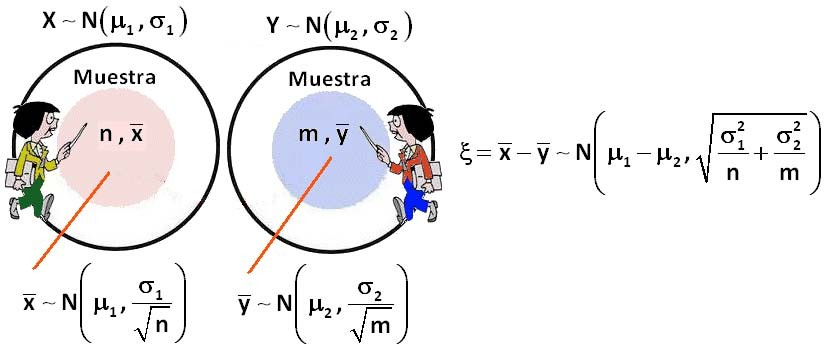 X ~ N(μ₁, σ₁)
Y ~ N(μ₂, σ₂)
Muestra
n , x̅
Muestra
m , y̅
ξ = x̅ − y̅ ~ N(μ₁ − μ₂, √(σ₁²/n + σ₂²/m))
x̅ ~ N(μ₁, σ₁/√n)
y̅ ~ N(μ₂, σ₂/√m)